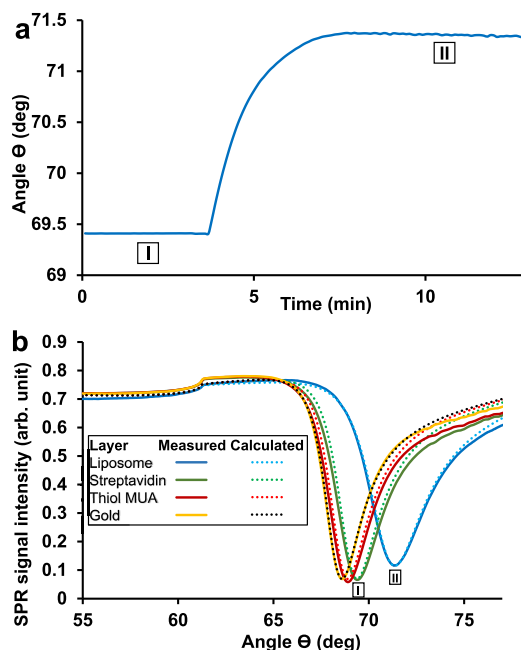 a
71.5
71
70.5
70
69.5
69
Angle Θ (deg)
I
II
0
5
10
Time (min)
b
0.9
0.8
0.7
0.6
0.5
0.4
0.3
0.2
0.1
0
SPR signal intensity (arb. unit)
Layer Measured Calculated
Liposome
Streptavidin
Thiol MUA
Gold
I
II
55
60
65
70
75
Angle Θ (deg)